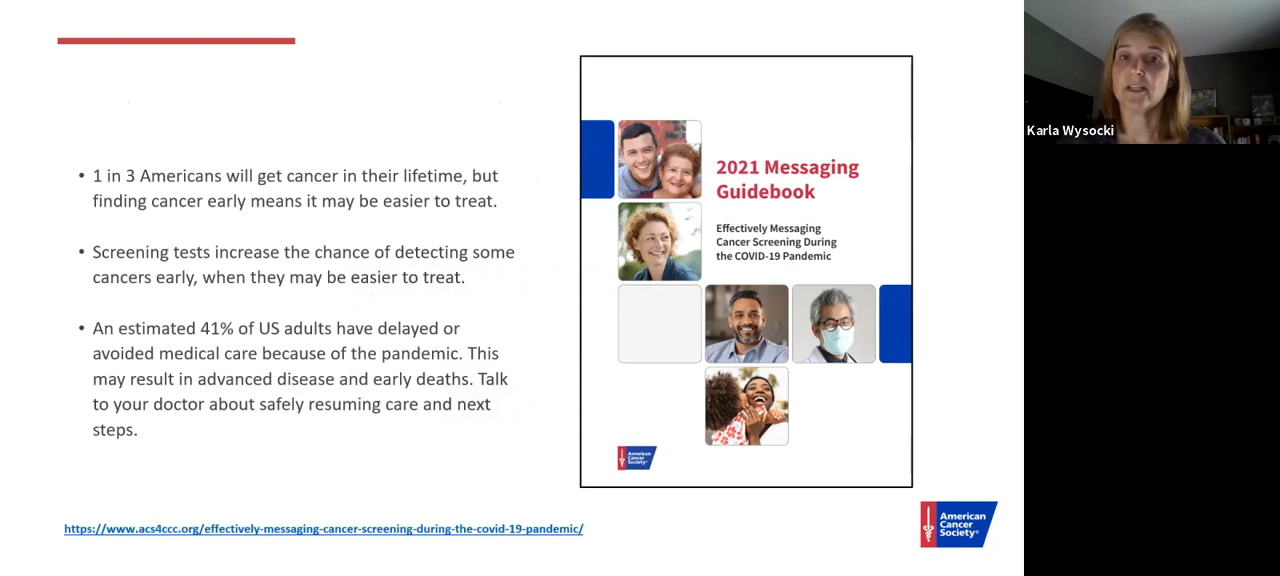 • 1 in 3 Americans will get cancer in their lifetime, but
finding cancer early means it may be easier to treat.
• Screening tests increase the chance of detecting some
cancers early, when they may be easier to treat.
• An estimated 41% of US adults have delayed or
avoided medical care because of the pandemic. This
may result in advanced disease and early deaths. Talk
to your doctor about safely resuming care and next
steps.
https://www.acs4ccc.org/effectively-messaging-cancer-screening-during-the-covid-19-pandemic/
2021 Messaging
Guidebook
Effectively Messaging
Cancer Screening During
the COVID-19 Pandemic
American
Cancer
Society®
American
Cancer
Society®
Karla Wysocki